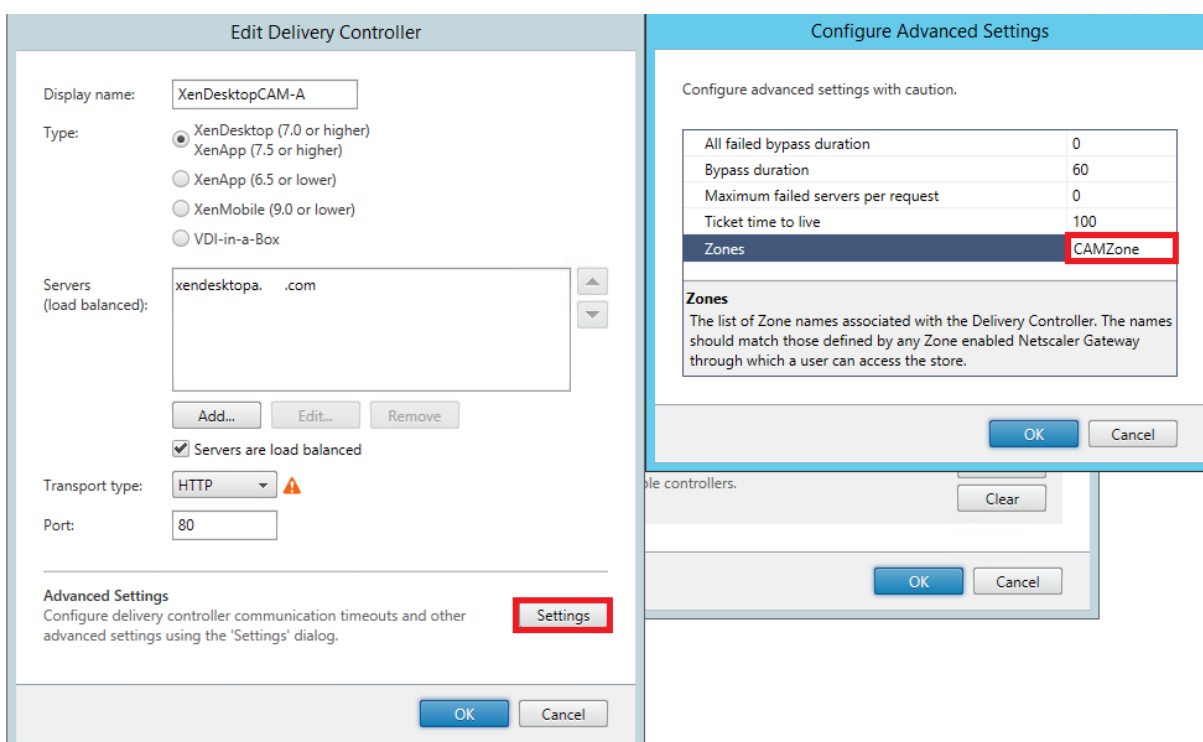 Edit Delivery Controller
Display name: XenDesktopCAM-A
Type: XenDesktop (7.0 or higher)
XenApp (7.5 or higher)
XenApp (6.5 or lower)
XenMobile (9.0 or lower)
VDI-in-a-Box
Servers
(load balanced):
xendesktopa. .com
Add... Edit... Remove
Servers are load balanced
Transport type: HTTP
Port: 80
Advanced Settings
Configure delivery controller communication timeouts and other
advanced settings using the 'Settings' dialog.
Settings
OK Cancel
Configure Advanced Settings
Configure advanced settings with caution.
All failed bypass duration 0
Bypass duration 60
Maximum failed servers per request 0
Ticket time to live 100
Zones CAMZone
Zones
The list of Zone names associated with the Delivery Controller. The names
should match those defined by any Zone enabled Netscaler Gateway
through which a user can access the store.
OK Cancel
controllers.
Clear
OK Cancel